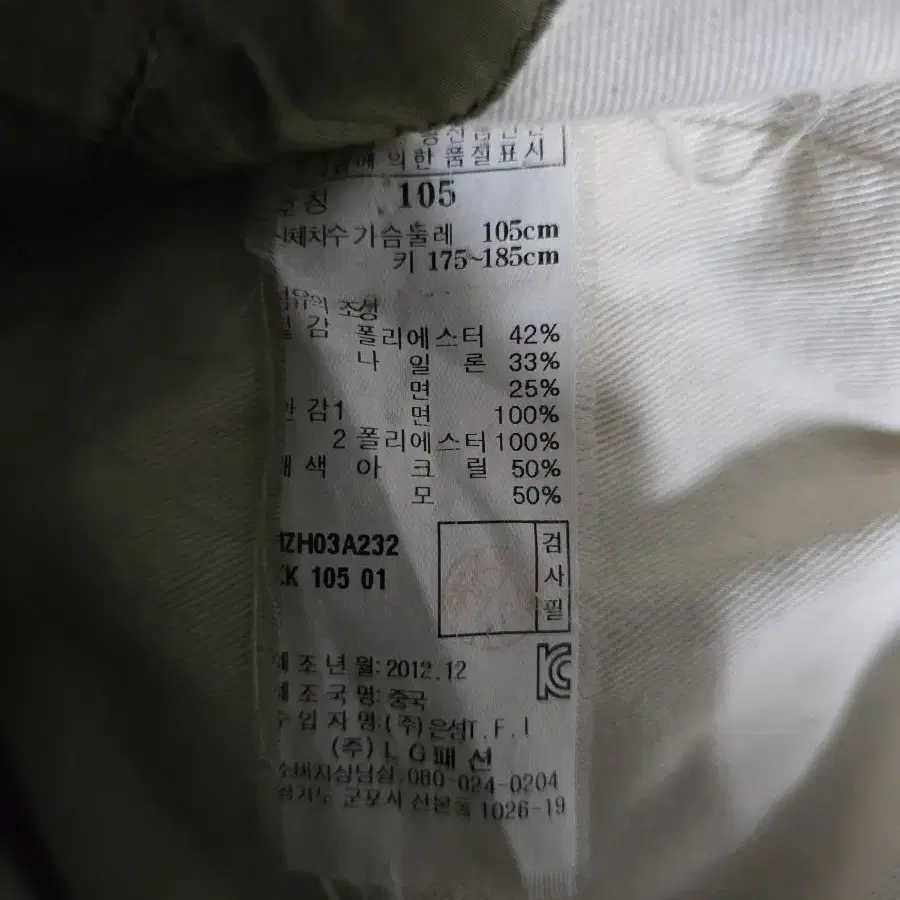 의한 품질표시
칭 105
체치수 가슴둘레 105cm
키 175~185cm
섬유의 조성
겉 감 폴리에스터 42%
나 일 론 33%
면 25%
안 감1 면 100%
2 폴리에스터 100%
배 색 아 크 릴 50%
모 50%
ZH03A232
KK 105 01
검사필
제 조 년 월: 2012.12
제 조 국 명: 중국
수 입 자 명: (주) 은성T.F.I
(주) L G 패 션
소비자상담실. 080-024-0204
경기도 군포시 산본동 1026-19